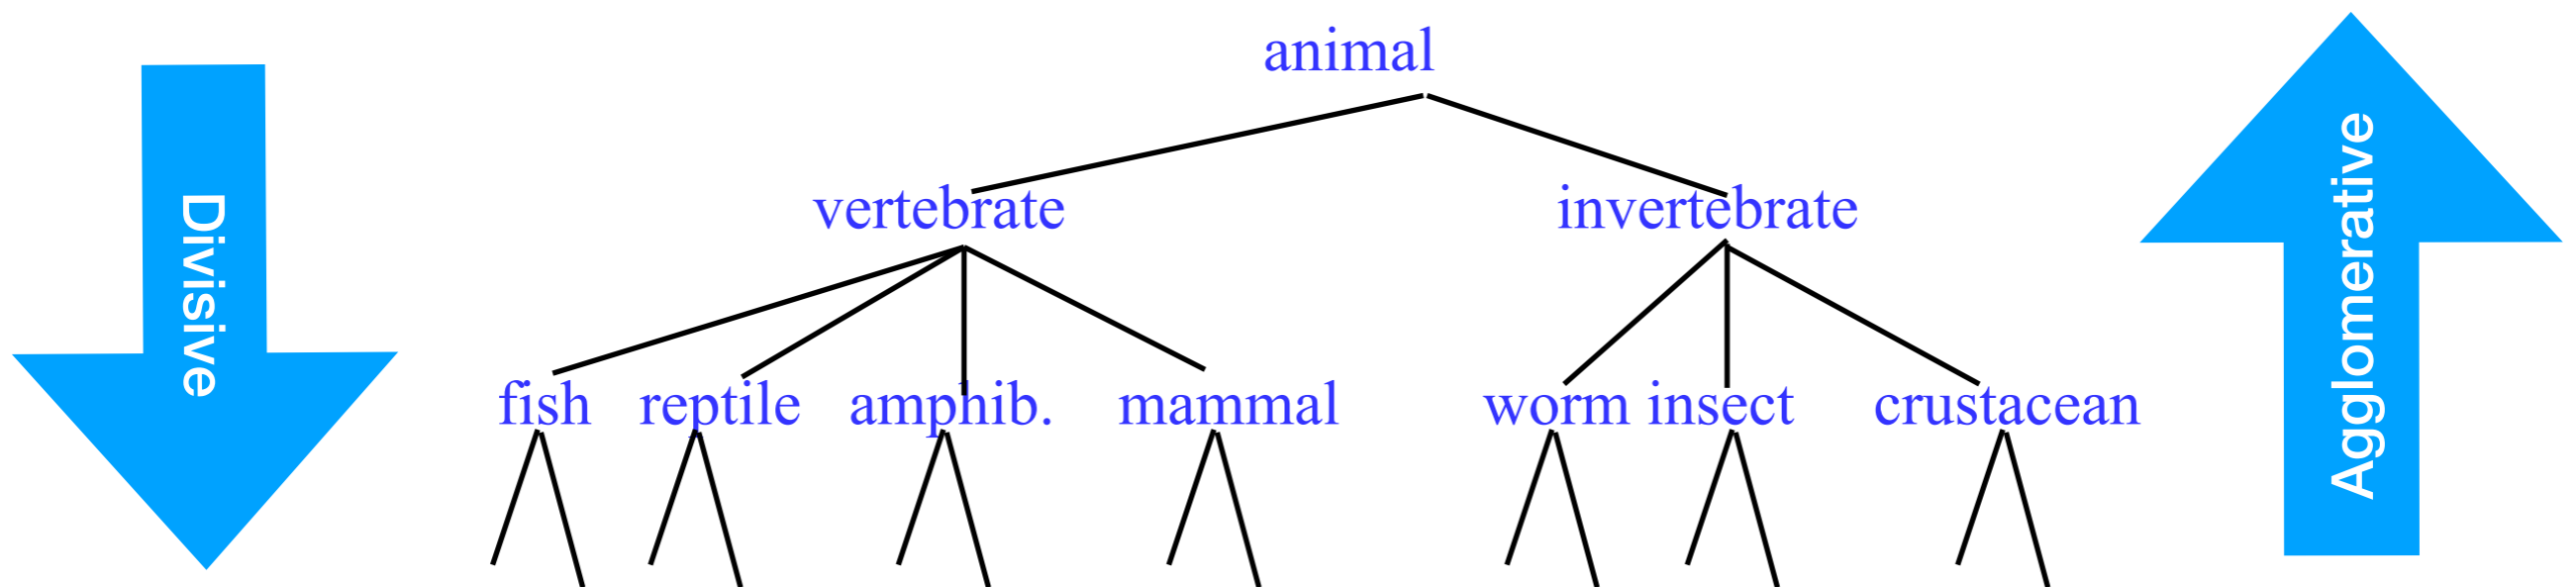 animal
vertebrate invertebrate
fish reptile amphib. mammal worm insect crustacean
Divisive
Agglomerative